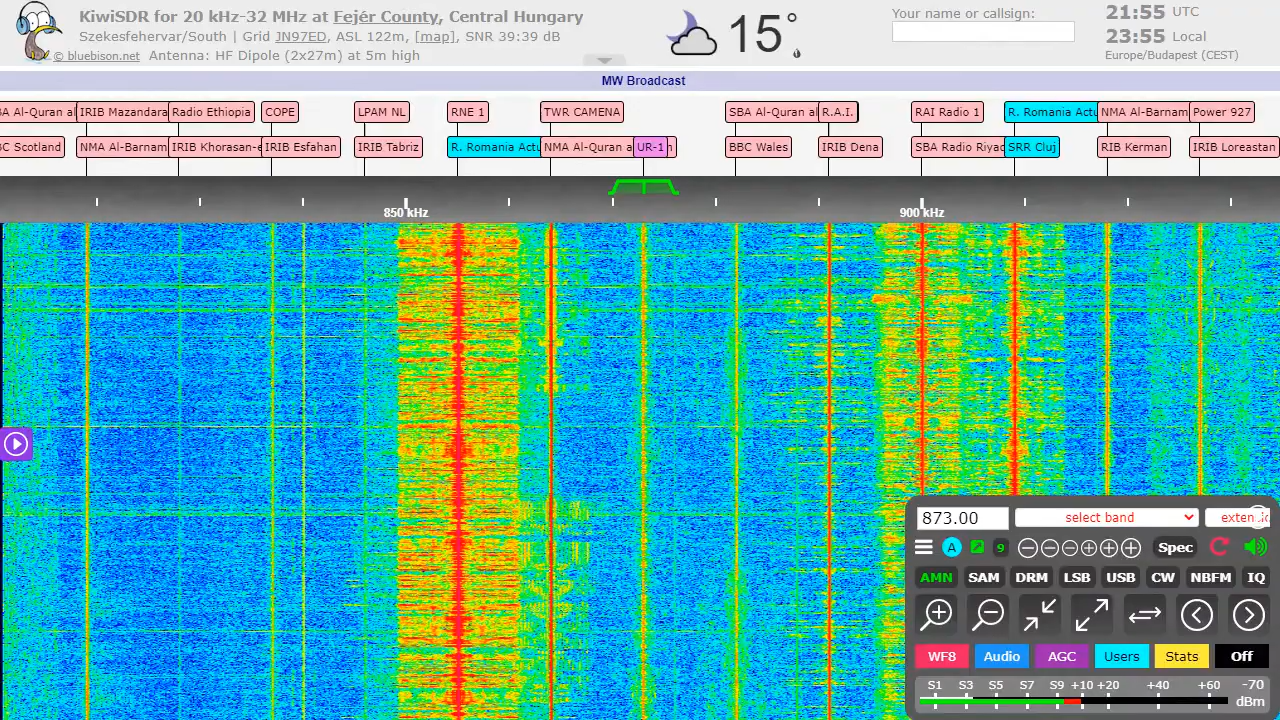 KiwiSDR for 20 kHz-32 MHz at Fejér County, Central Hungary
Szekesfehervar/South | Grid JN97ED, ASL 122m, [map], SNR 39:39 dB
© bluebison.net Antenna: HF Dipole (2x27m) at 5m high
15°
Your name or callsign:
21:55 UTC
23:55 Local
Europe/Budapest (CEST)
MW Broadcast
BA Al-Quran al IRIB Mazandara Radio Ethiopia COPE LPAM NL RNE 1 TWR CAMENA SBA Al-Quran al R.A.I. RAI Radio 1 R. Romania Actu NMA Al-Barnam Power 927
BC Scotland NMA Al-Barnam IRIB Khorasan-e IRIB Esfahan IRIB Tabriz R. Romania Actu NMA Al-Quran a UR-1 BBC Wales IRIB Dena SBA Radio Riyad SRR Cluj RIB Kerman IRIB Loreastan
850 kHz 900 kHz
873.00 select band
A 9 Spec
AMN SAM DRM LSB USB CW NBFM IQ
WF8 Audio AGC Users Stats Off
S1 S3 S5 S7 S9 +10 +20 +40 +60 -70
dBm